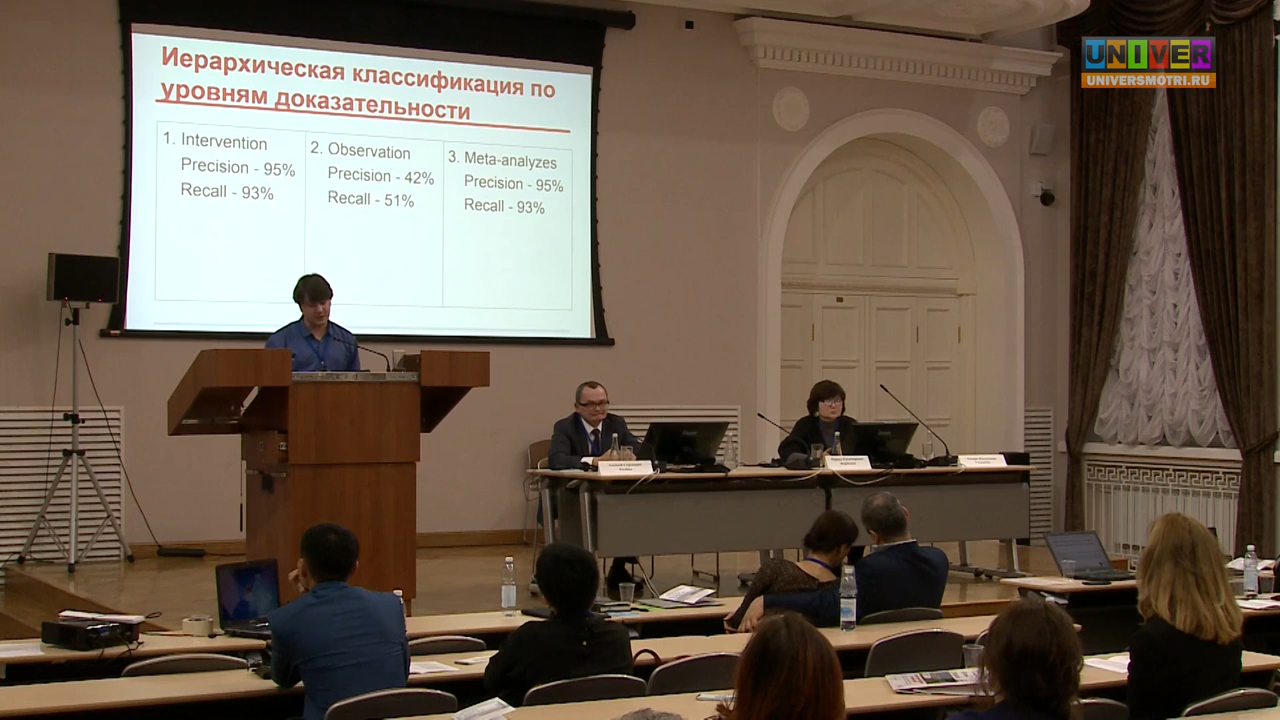 UNIVER
UNIVERSMOTRI.RU
Иерархическая классификация по
уровням доказательности
1. Intervention
Precision - 95%
Recall - 93%
2. Observation
Precision - 42%
Recall - 51%
3. Meta-analyzes
Precision - 95%
Recall - 93%